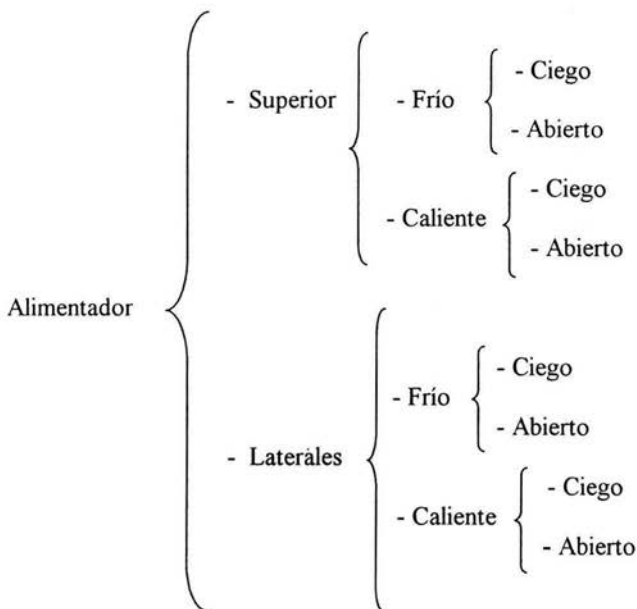 - Ciego
- Superior - Frío
- Abierto
- Ciego
- Caliente
- Abierto
Alimentador
- Ciego
- Frío
- Abierto
- Laterales
- Ciego
- Caliente
- Abierto